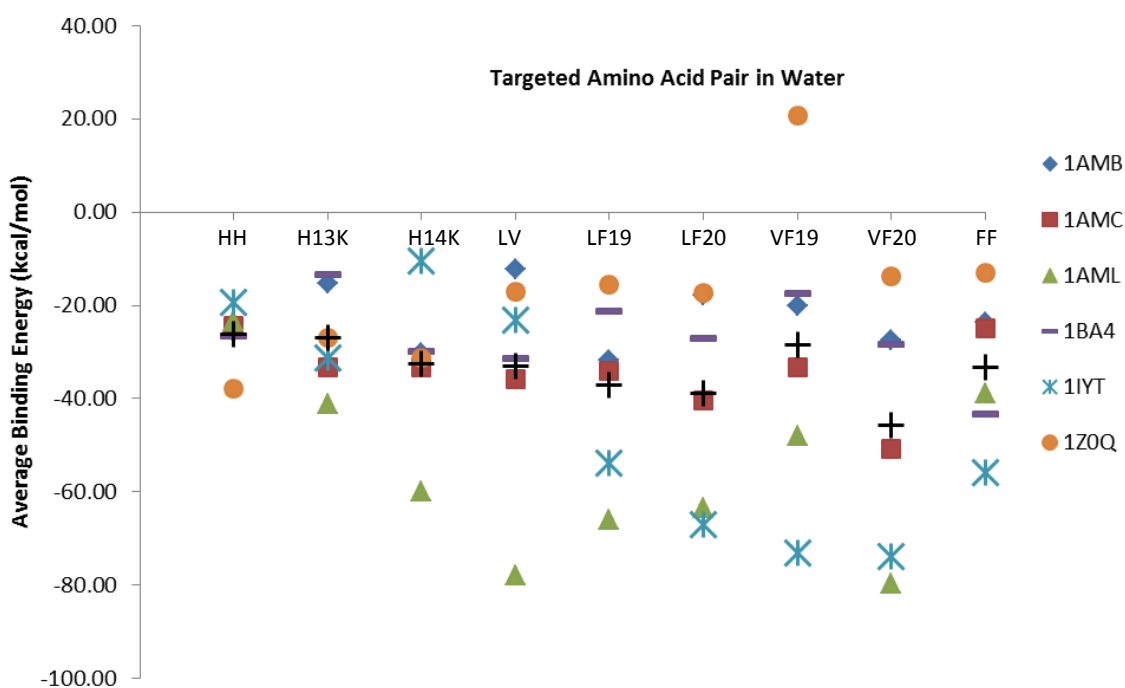 40.00
Targeted Amino Acid Pair in Water
20.00
0.00
HH H13K H14K LV LF19 LF20 VF19 VF20 FF
-20.00
-40.00
-60.00
-80.00
-100.00
Average Binding Energy (kcal/mol)
1AMB
1AMC
1AML
1BA4
1IYT
1Z0Q